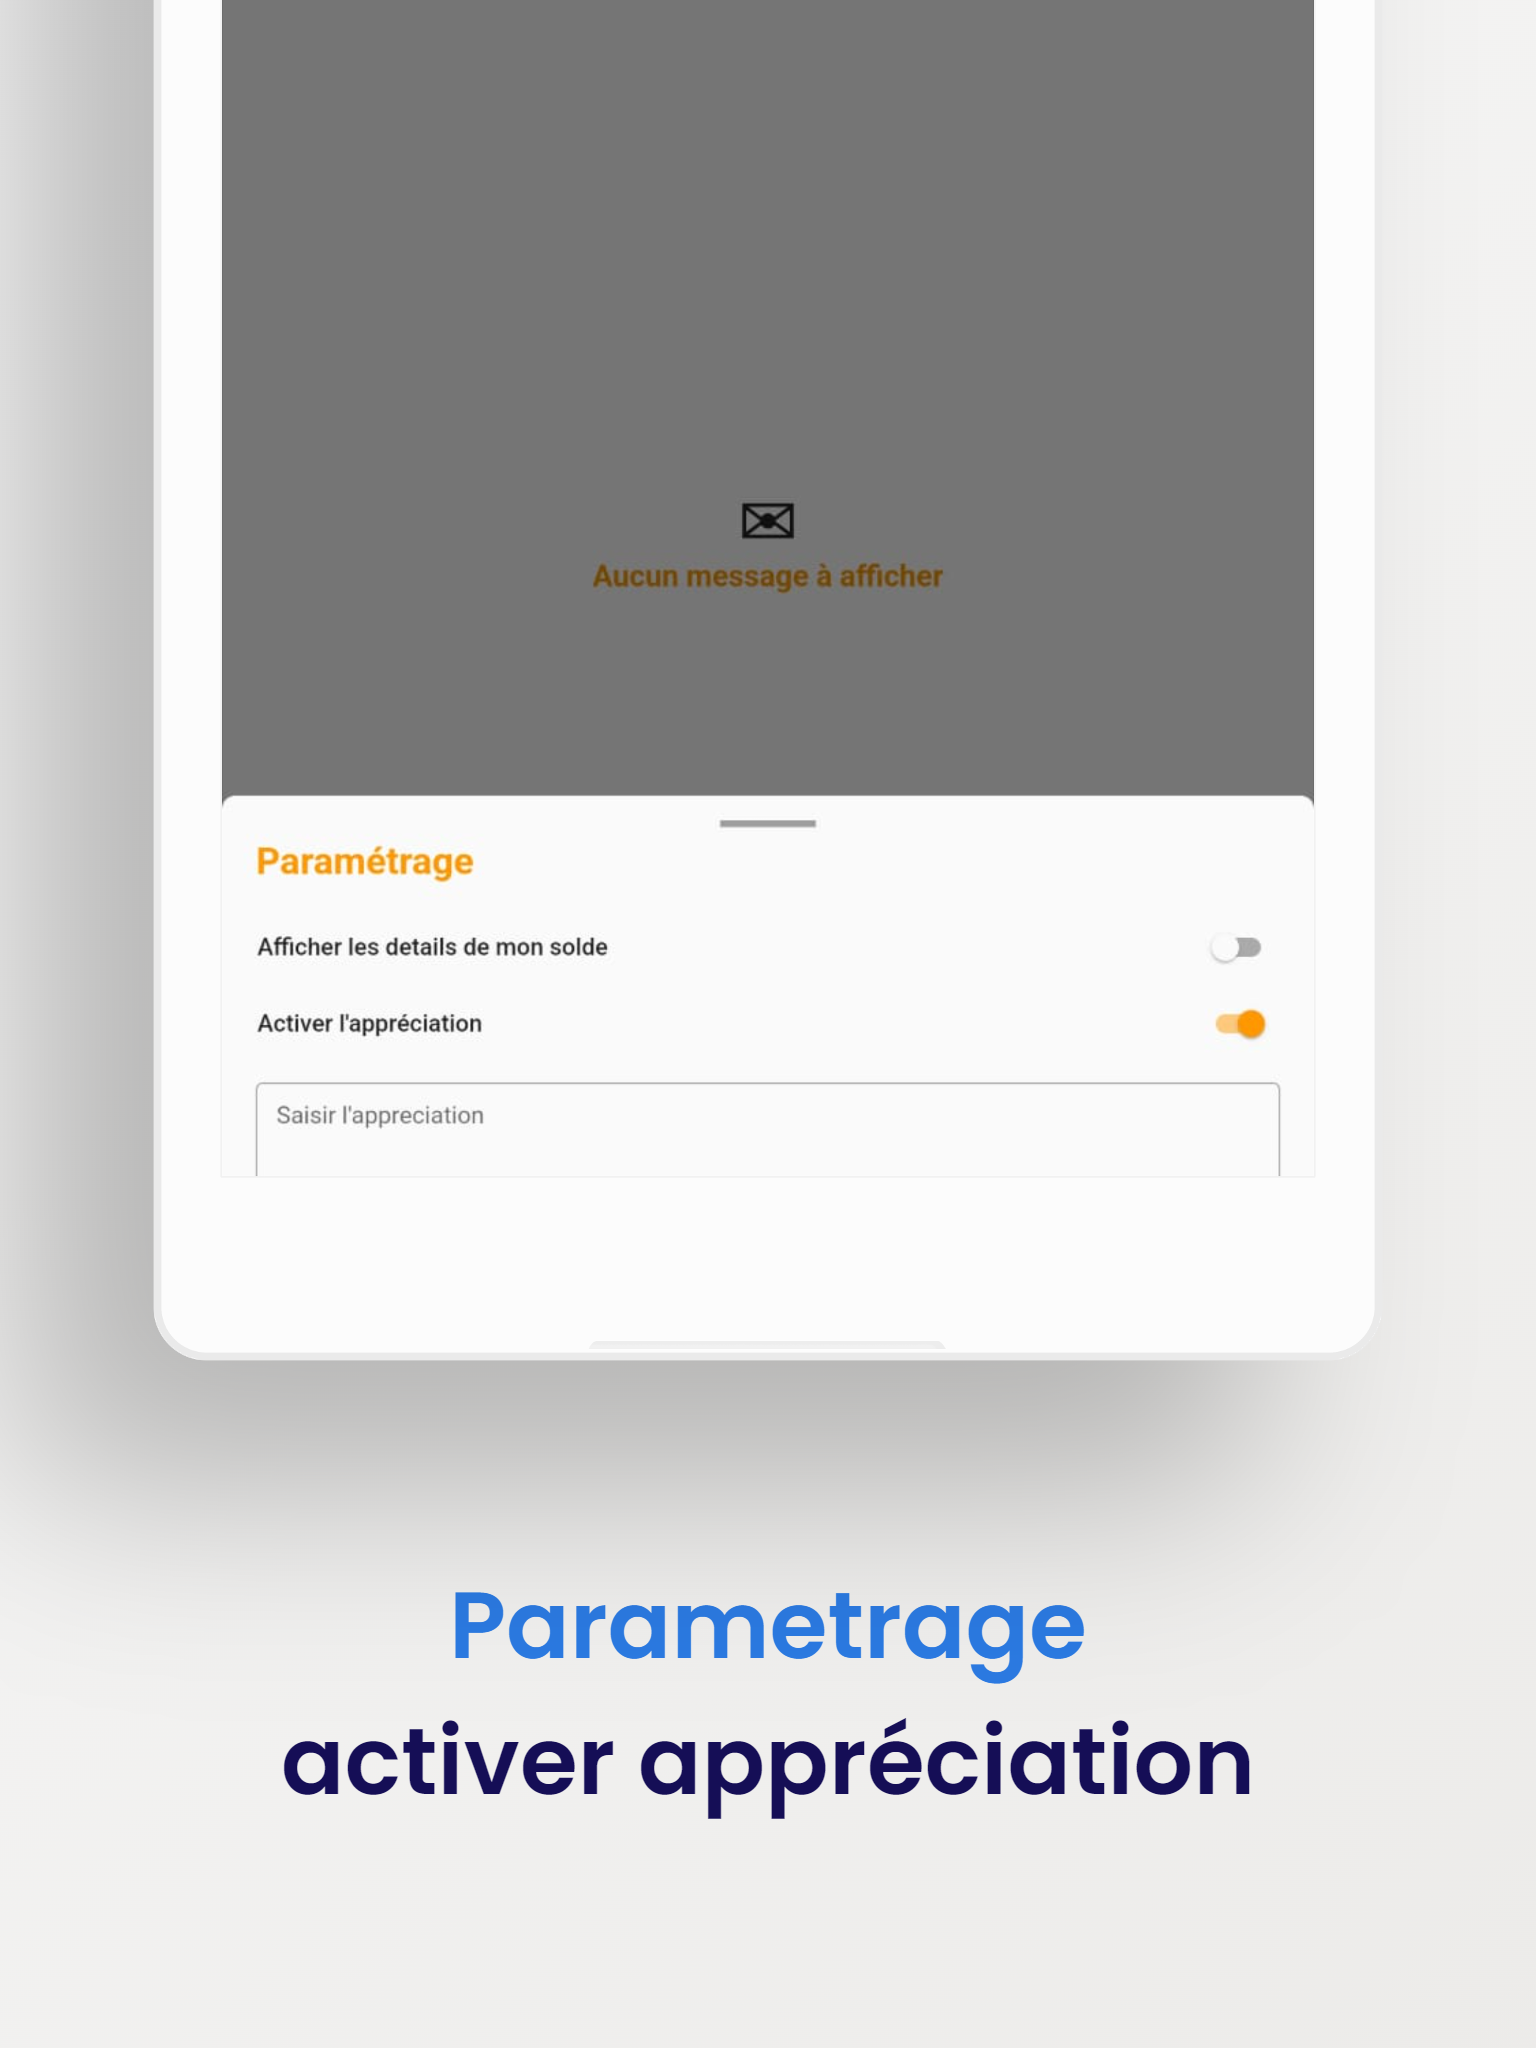 Aucun message à afficher
Paramétrage
Afficher les details de mon solde
Activer l'appréciation
Saisir l'appreciation
Parametrage
activer appréciation